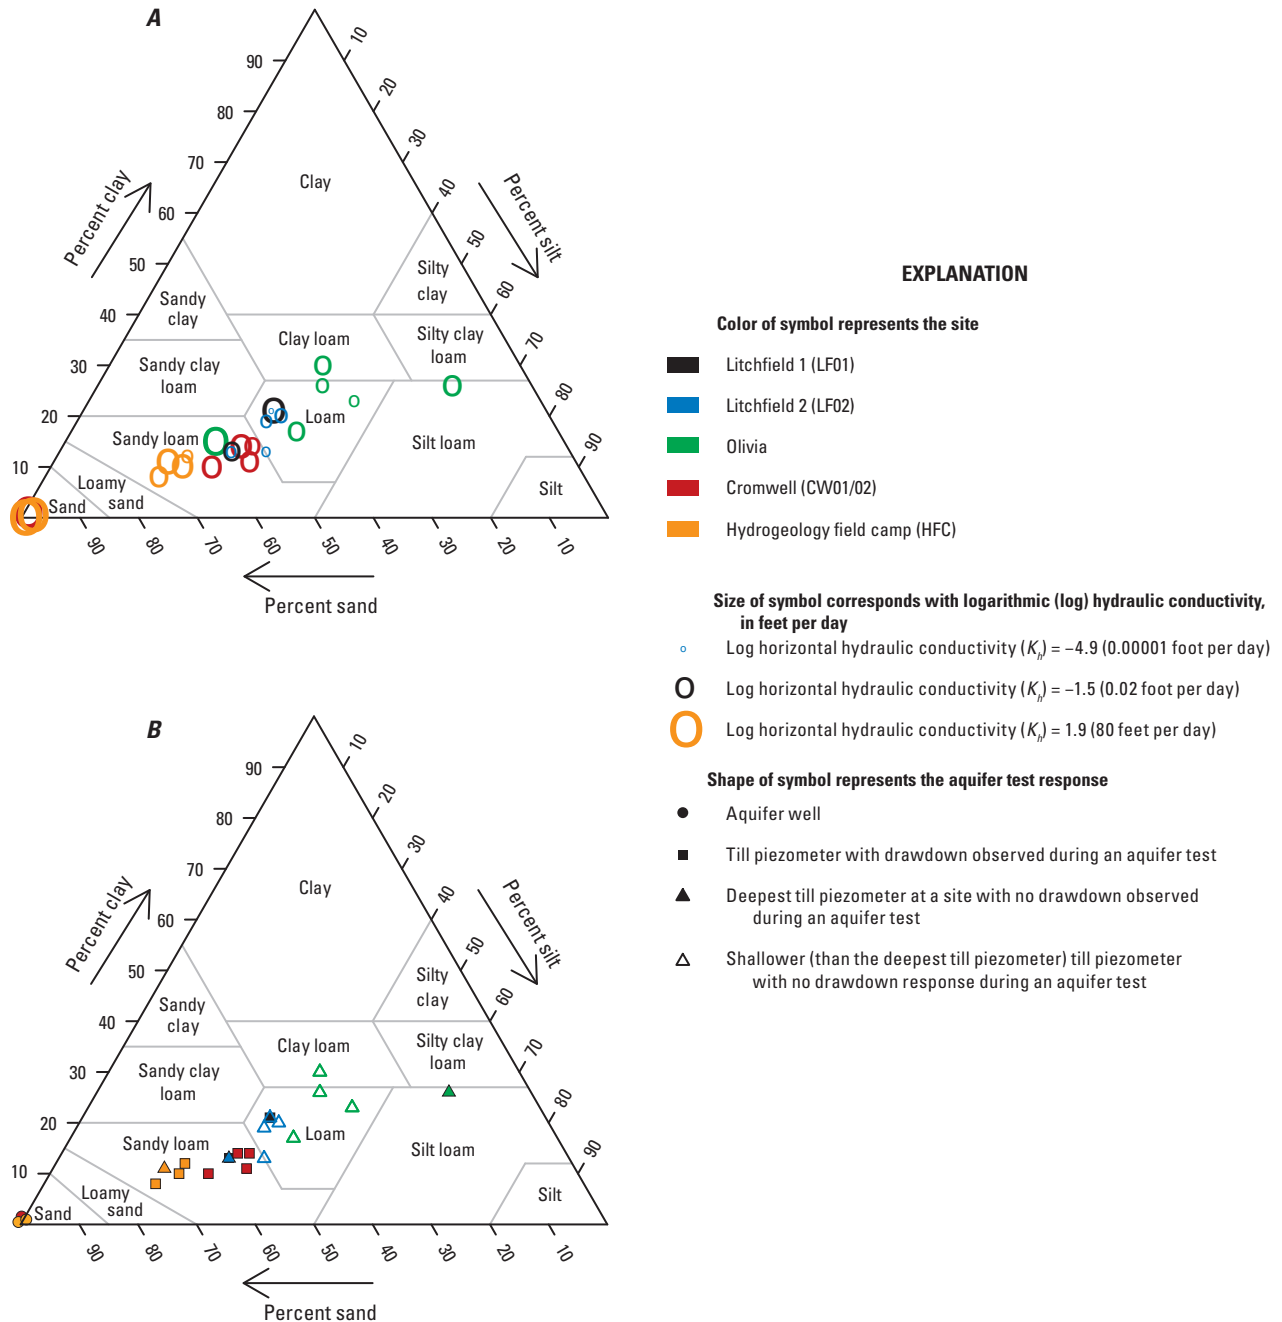 A
90
80
70
60
50
40
30
20
10
10
20
30
40
50
60
70
80
90
90
80
70
60
50
40
30
20
10
Percent clay
Percent silt
Percent sand
Clay
Silty
clay
Sandy
clay
Clay loam
Silty clay
loam
Sandy clay
loam
Loam
Sandy loam
Silt loam
Loamy
sand
Sand
Silt
B
90
80
70
60
50
40
30
20
10
10
20
30
40
50
60
70
80
90
90
80
70
60
50
40
30
20
10
Percent clay
Percent silt
Percent sand
Clay
Silty
clay
Sandy
clay
Clay loam
Silty clay
loam
Sandy clay
loam
Loam
Sandy loam
Silt loam
Loamy
sand
Sand
Silt
EXPLANATION
Color of symbol represents the site
Litchfield 1 (LF01)
Litchfield 2 (LF02)
Olivia
Cromwell (CW01/02)
Hydrogeology field camp (HFC)
Size of symbol corresponds with logarithmic (log) hydraulic conductivity,
in feet per day
Log horizontal hydraulic conductivity (Kh) = −4.9 (0.00001 foot per day)
Log horizontal hydraulic conductivity (Kh) = −1.5 (0.02 foot per day)
Log horizontal hydraulic conductivity (Kh) = 1.9 (80 feet per day)
Shape of symbol represents the aquifer test response
Aquifer well
Till piezometer with drawdown observed during an aquifer test
Deepest till piezometer at a site with no drawdown observed
during an aquifer test
Shallower (than the deepest till piezometer) till piezometer
with no drawdown response during an aquifer test